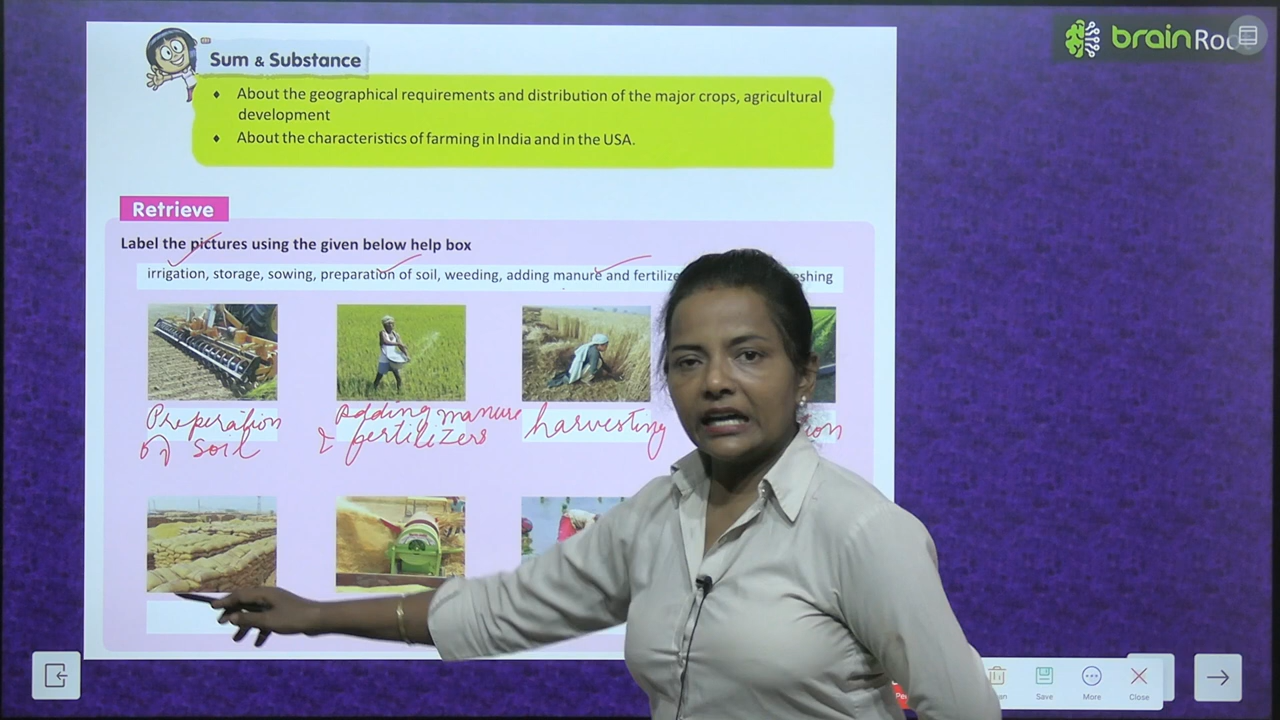 brainRoo
Sum & Substance
About the geographical requirements and distribution of the major crops, agricultural
development
About the characteristics of farming in India and in the USA.
Retrieve
Label the pictures using the given below help box
irrigation, storage, sowing, preparation of soil, weeding, adding manure and fertilize eshing
Preperation
of soil
Adding manure
& fertilizers
harvesting
ion
Save
More
Close